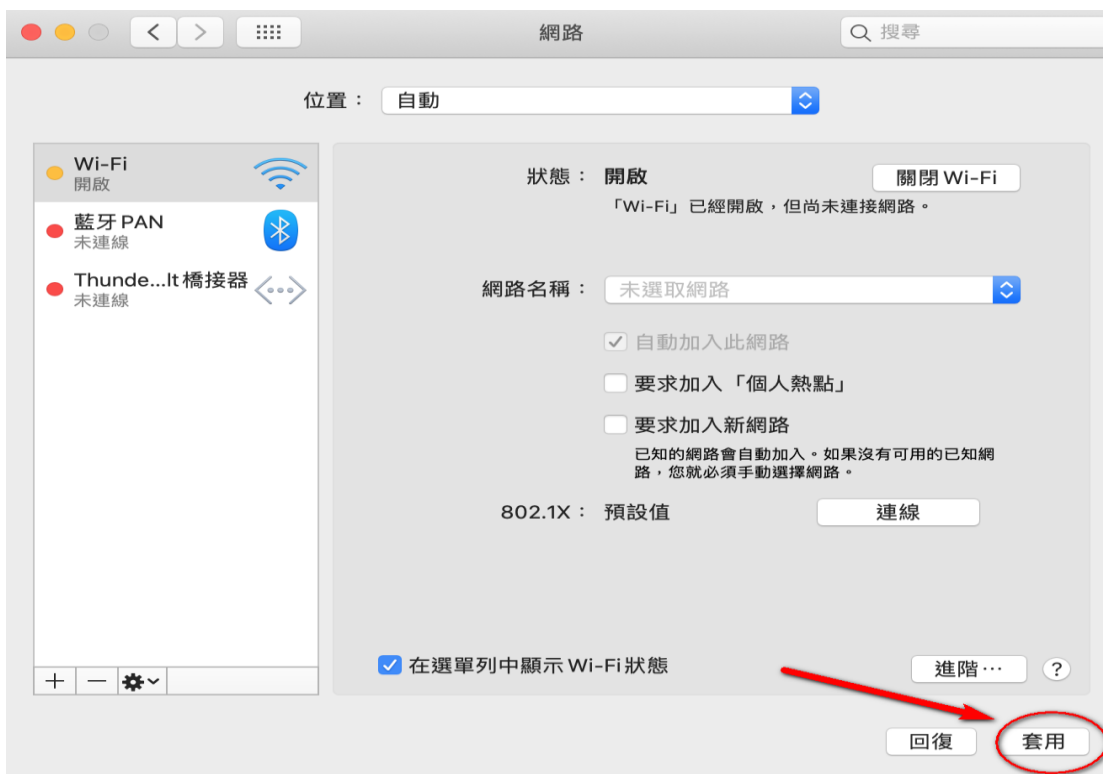 網路
搜尋
位置：
自動
Wi-Fi
開啟
藍牙 PAN
未連線
Thunde...lt 橋接器
未連線
狀態：
開啟
關閉 Wi-Fi
「Wi-Fi」已經開啟，但尚未連接網路。
網路名稱：
未選取網路
自動加入此網路
要求加入「個人熱點」
要求加入新網路
已知的網路會自動加入。如果沒有可用的已知網
路，您就必須手動選擇網路。
802.1X：
預設值
連線
在選單列中顯示 Wi-Fi 狀態
進階…
?
回復
套用